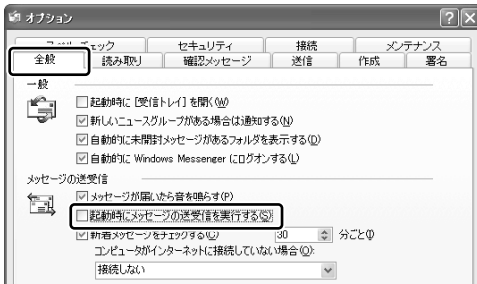 オプション
スペルチェック セキュリティ 接続 メンテナンス
全般 読み取り 確認メッセージ 送信 作成 署名
一般
起動時に [受信トレイ] を開く(W)
新しいニュースグループがある場合は通知する(N)
自動的に未開封メッセージがあるフォルダを表示する(D)
自動的に Windows Messenger にログオンする(L)
メッセージの送受信
メッセージが届いたら音を鳴らす(P)
起動時にメッセージの送受信を実行する(S)
新着メッセージをチェックする(C) 30 分ごと(I)
コンピュータがインターネットに接続していない場合(O):
接続しない